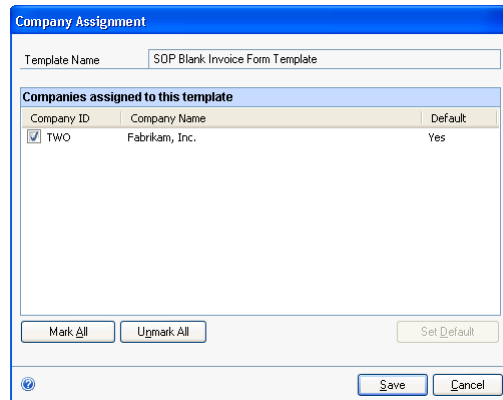 Company Assignment
Template Name SOP Blank Invoice Form Template
Companies assigned to this template
Company ID Company Name Default
TWO Fabrikam, Inc. Yes
Mark All Unmark All Set Default
Save Cancel